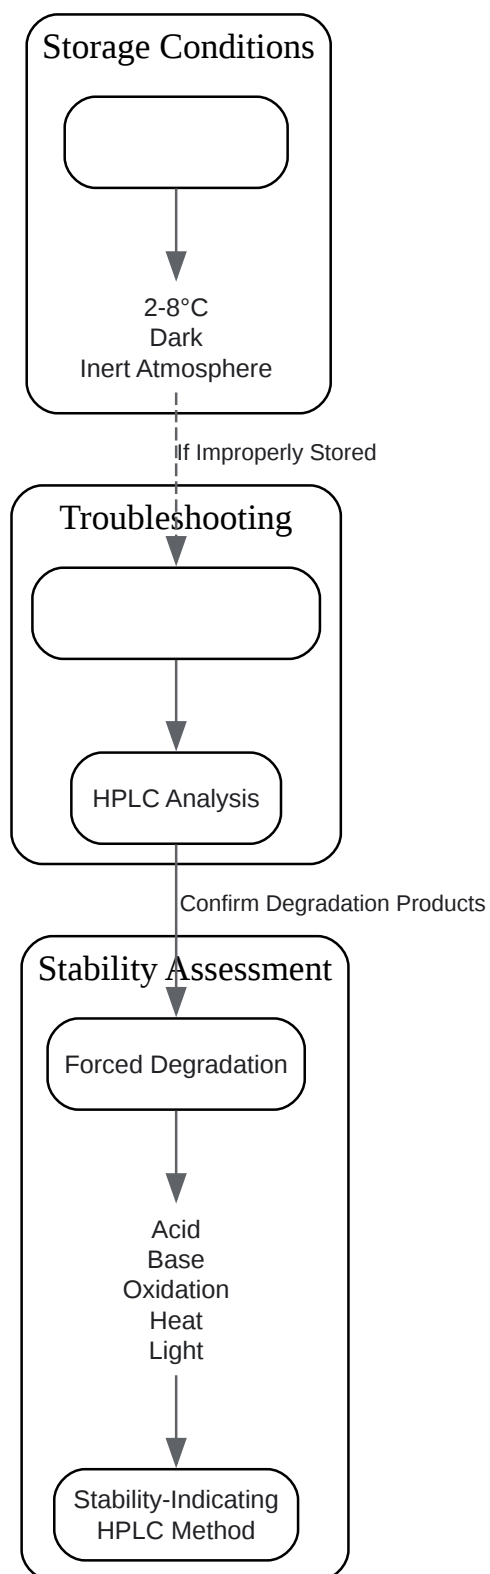 Storage Conditions
2-8°C
Dark
Inert Atmosphere
If Improperly Stored
Troubleshooting
HPLC Analysis
Confirm Degradation Products
Stability Assessment
Forced Degradation
Acid
Base
Oxidation
Heat
Light
Stability-Indicating
HPLC Method